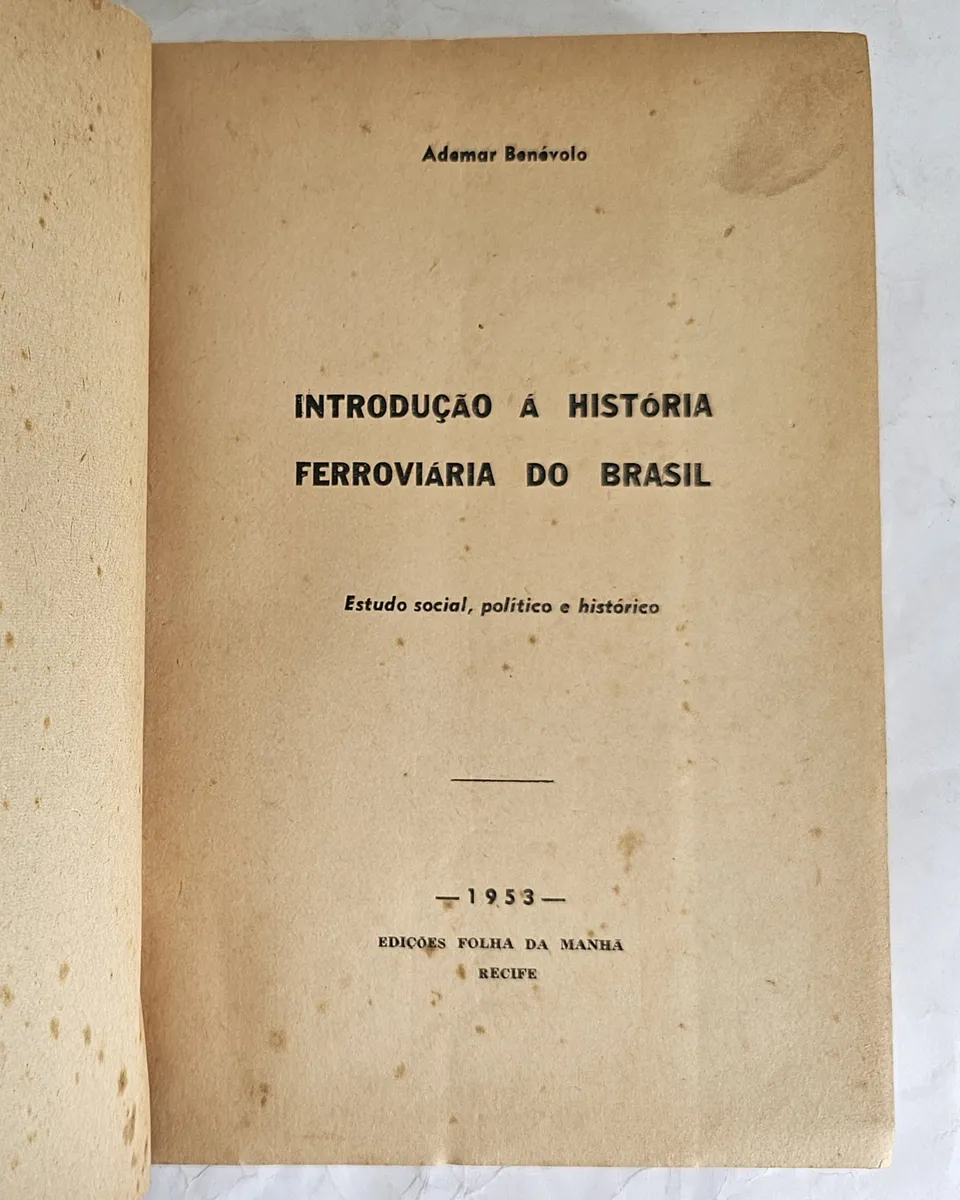 Ademar Benévolo
INTRODUÇÃO Á HISTÓRIA
FERROVIÁRIA DO BRASIL
Estudo social, político e histórico
— 1953 —
EDIÇÕES FOLHA DA MANHÃ
RECIFE